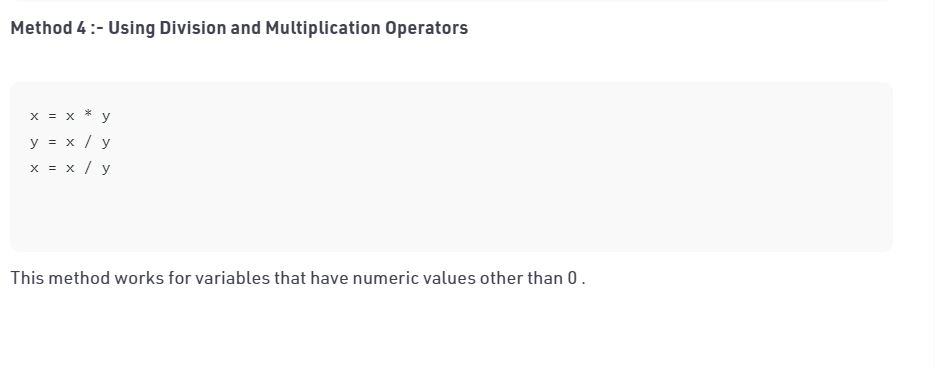 Method 4 :- Using Division and Multiplication Operators
x = x * y
y = x / y
x = x / y
This method works for variables that have numeric values other than 0 .